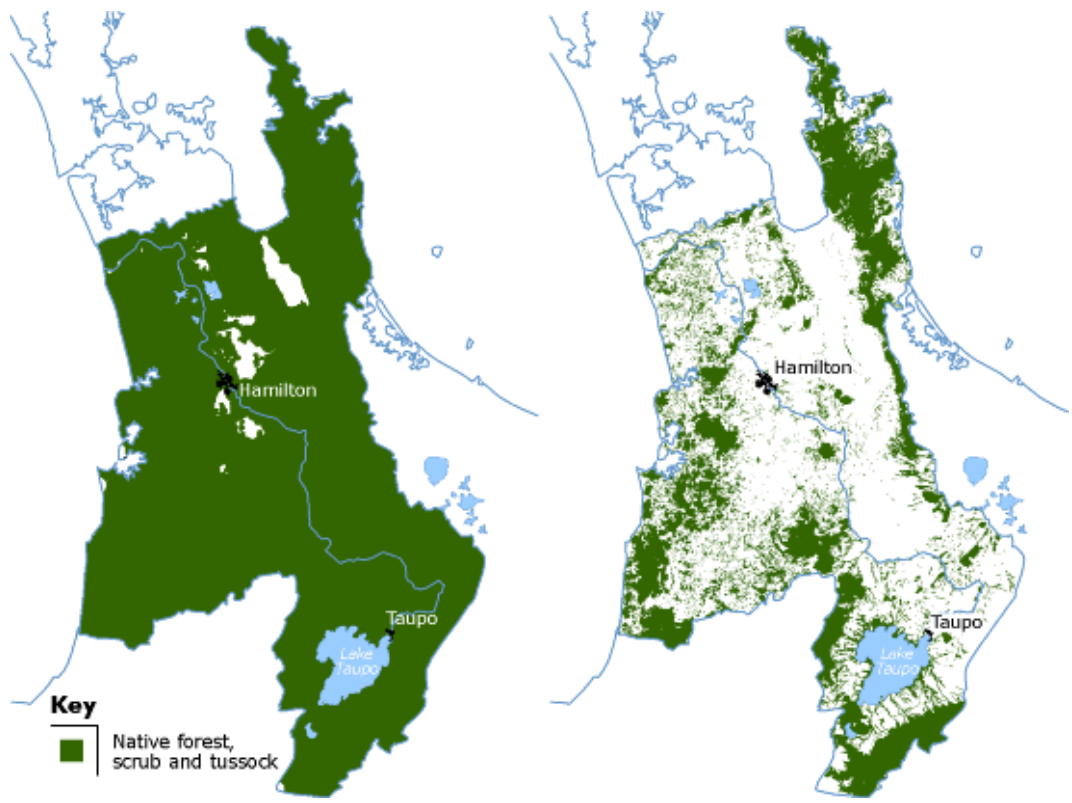 Hamilton
Taupo
Lake
Taupo
Key
Native forest,
scrub and tussock
Hamilton
Taupo
Lake
Taupo